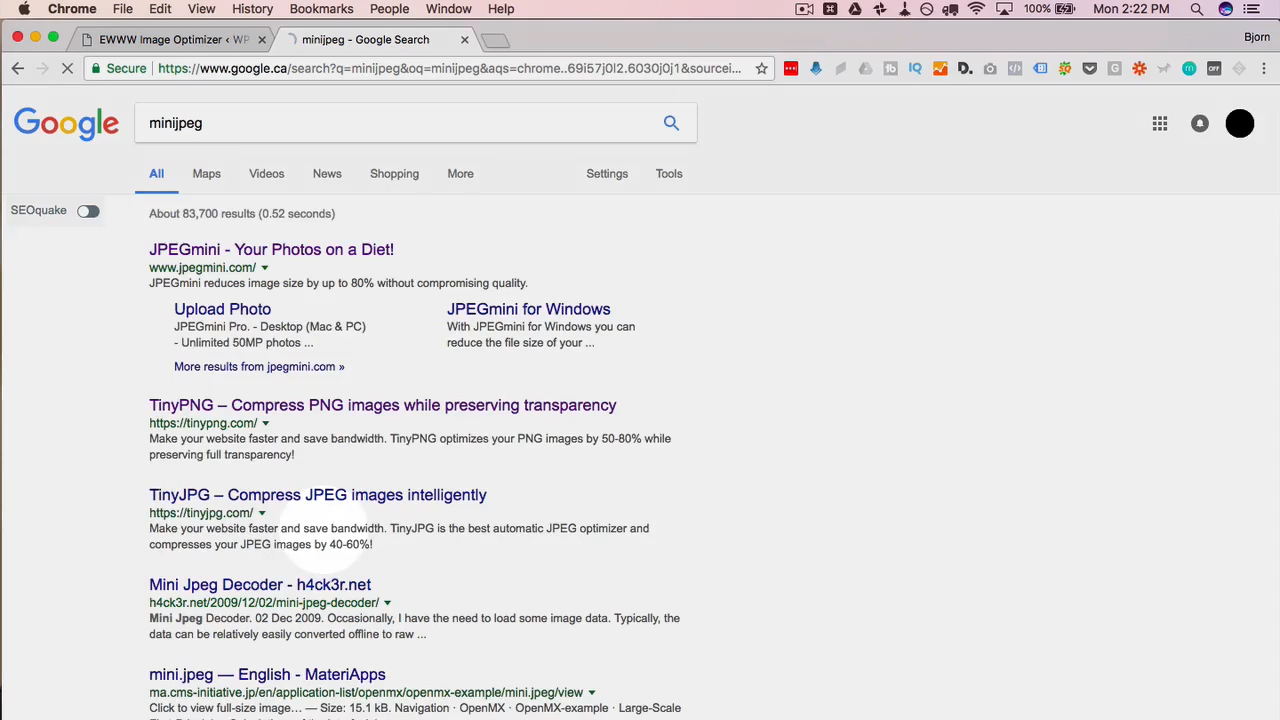 Chrome File Edit View History Bookmarks People Window Help 100% Mon 2:22 PM
EWWW Image Optimizer ‹ WP minijpeg - Google Search Bjorn
Secure https://www.google.ca/search?q=minijpeg&oq=minijpeg&aqs=chrome..69i57j0l2.6030j0j1&sourcei...
Google minijpeg
All Maps Videos News Shopping More Settings Tools
SEOquake
About 83,700 results (0.52 seconds)
JPEGmini - Your Photos on a Diet!
www.jpegmini.com/
JPEGmini reduces image size by up to 80% without compromising quality.
Upload Photo JPEGmini for Windows
JPEGmini Pro. - Desktop (Mac & PC) With JPEGmini for Windows you can
- Unlimited 50MP photos ... reduce the file size of your ...
More results from jpegmini.com »
TinyPNG – Compress PNG images while preserving transparency
https://tinypng.com/
Make your website faster and save bandwidth. TinyPNG optimizes your PNG images by 50-80% while
preserving full transparency!
TinyJPG – Compress JPEG images intelligently
https://tinyjpg.com/
Make your website faster and save bandwidth. TinyJPG is the best automatic JPEG optimizer and
compresses your JPEG images by 40-60%!
Mini Jpeg Decoder - h4ck3r.net
h4ck3r.net/2009/12/02/mini-jpeg-decoder/
Mini Jpeg Decoder. 02 Dec 2009. Occasionally, I have the need to load some image data. Typically, the
data can be relatively easily converted offline to raw ...
mini.jpeg — English - MateriApps
ma.cms-initiative.jp/en/application-list/openmx/openmx-example/mini.jpeg/view
Click to view full-size image… — Size: 15.1 kB. Navigation · OpenMX · OpenMX-example · Large-Scale